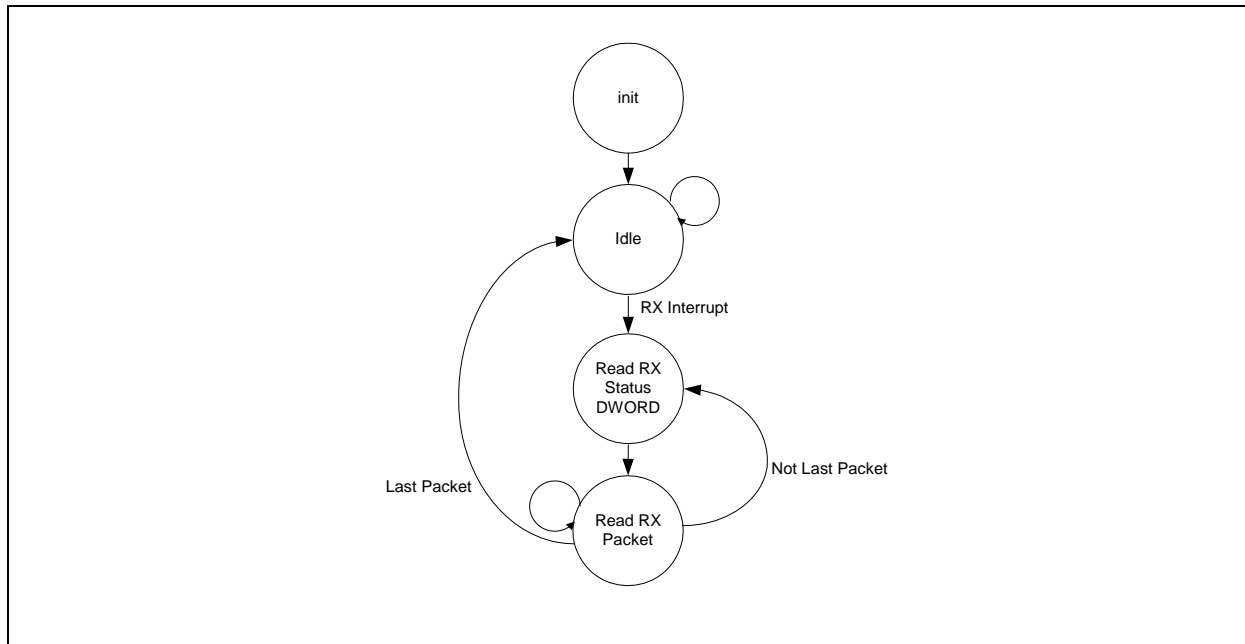 init
Idle
RX Interrupt
Read RX
Status
DWORD
Not Last Packet
Last Packet
Read RX
Packet